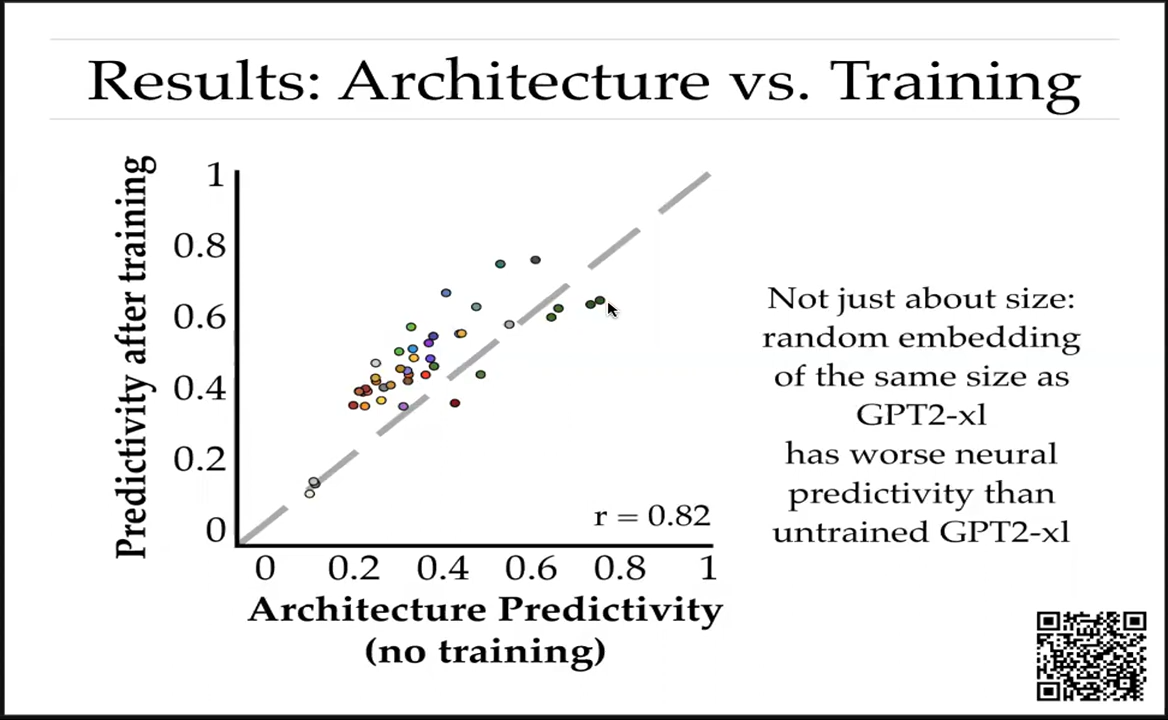 Results: Architecture vs. Training
Predictivity after training
1
0.8
0.6
0.4
0.2
0
r = 0.82
0 0.2 0.4 0.6 0.8 1
Architecture Predictivity
(no training)
Not just about size:
random embedding
of the same size as
GPT2-xl
has worse neural
predictivity than
untrained GPT2-xl